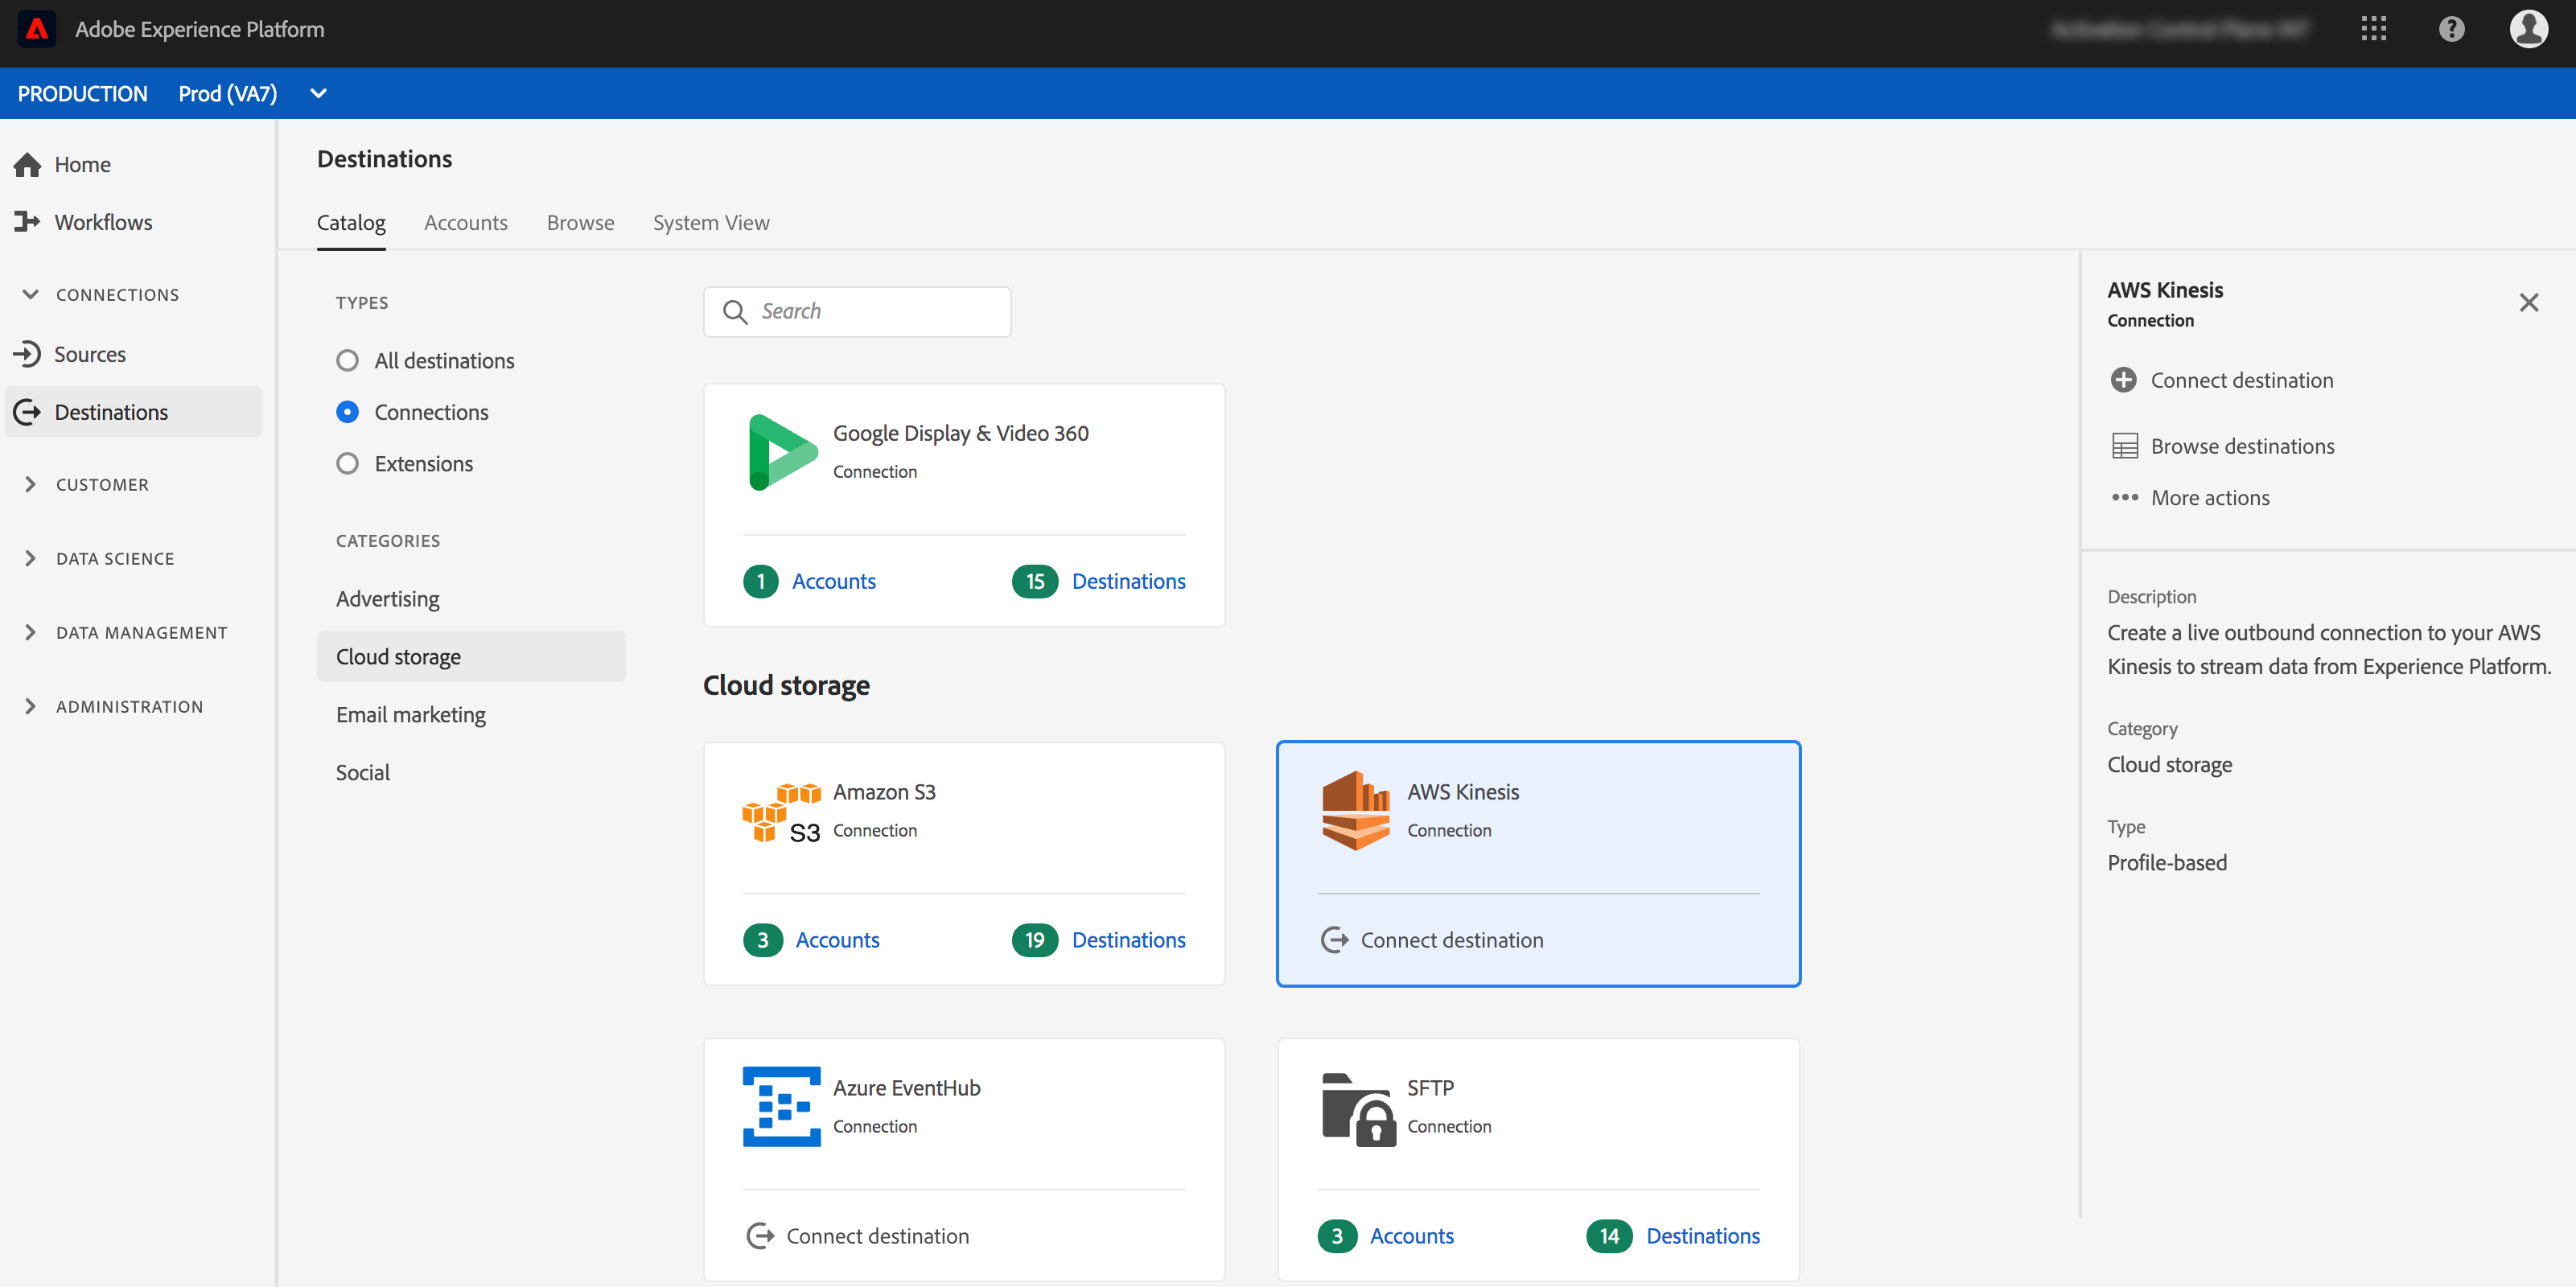 Adobe Experience Platform
PRODUCTION Prod (VA7)
Home
Workflows
CONNECTIONS
Sources
Destinations
CUSTOMER
DATA SCIENCE
DATA MANAGEMENT
ADMINISTRATION
Destinations
Catalog Accounts Browse System View
TYPES
All destinations
Connections
Extensions
CATEGORIES
Advertising
Cloud storage
Email marketing
Social
Search
Google Display & Video 360
Connection
1 Accounts 15 Destinations
Cloud storage
Amazon S3
S3 Connection
3 Accounts 19 Destinations
AWS Kinesis
Connection
Connect destination
Azure EventHub
Connection
Connect destination
SFTP
Connection
3 Accounts 14 Destinations
AWS Kinesis
Connection
Connect destination
Browse destinations
More actions
Description
Create a live outbound connection to your AWS
Kinesis to stream data from Experience Platform.
Category
Cloud storage
Type
Profile-based